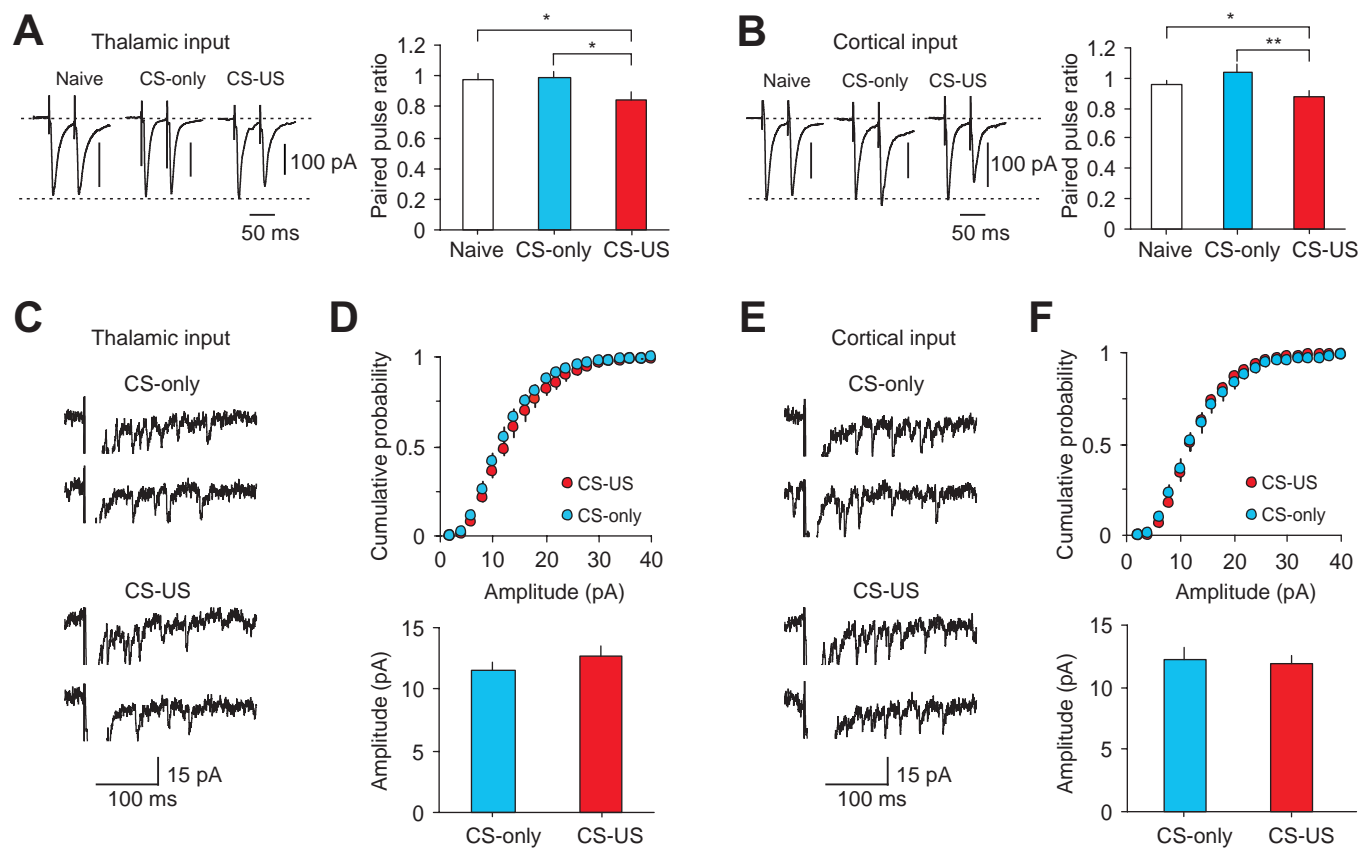 A
Thalamic input
Naive
CS-only
CS-US
100 pA
50 ms
Paired pulse ratio
1.2
1
0.8
0.6
0.4
1.2
0
*
*
Naive
CS-only
CS-US
B
Cortical input
Naive
CS-only
CS-US
100 pA
50 ms
Paired pulse ratio
1.2
1
0.8
0.6
0.4
1.2
0
*
**
Naive
CS-only
CS-US
C
Thalamic input
CS-only
CS-US
15 pA
100 ms
D
Cumulative probability
1
0.5
0
CS-US
CS-only
0 10 20 30 40
Amplitude (pA)
Amplitude (pA)
15
10
5
0
CS-only
CS-US
E
Cortical input
CS-only
CS-US
15 pA
100 ms
F
Cumulative probability
1
0.5
0
CS-US
CS-only
0 10 20 30 40
Amplitude (pA)
Amplitude (pA)
15
10
5
0
CS-only
CS-US